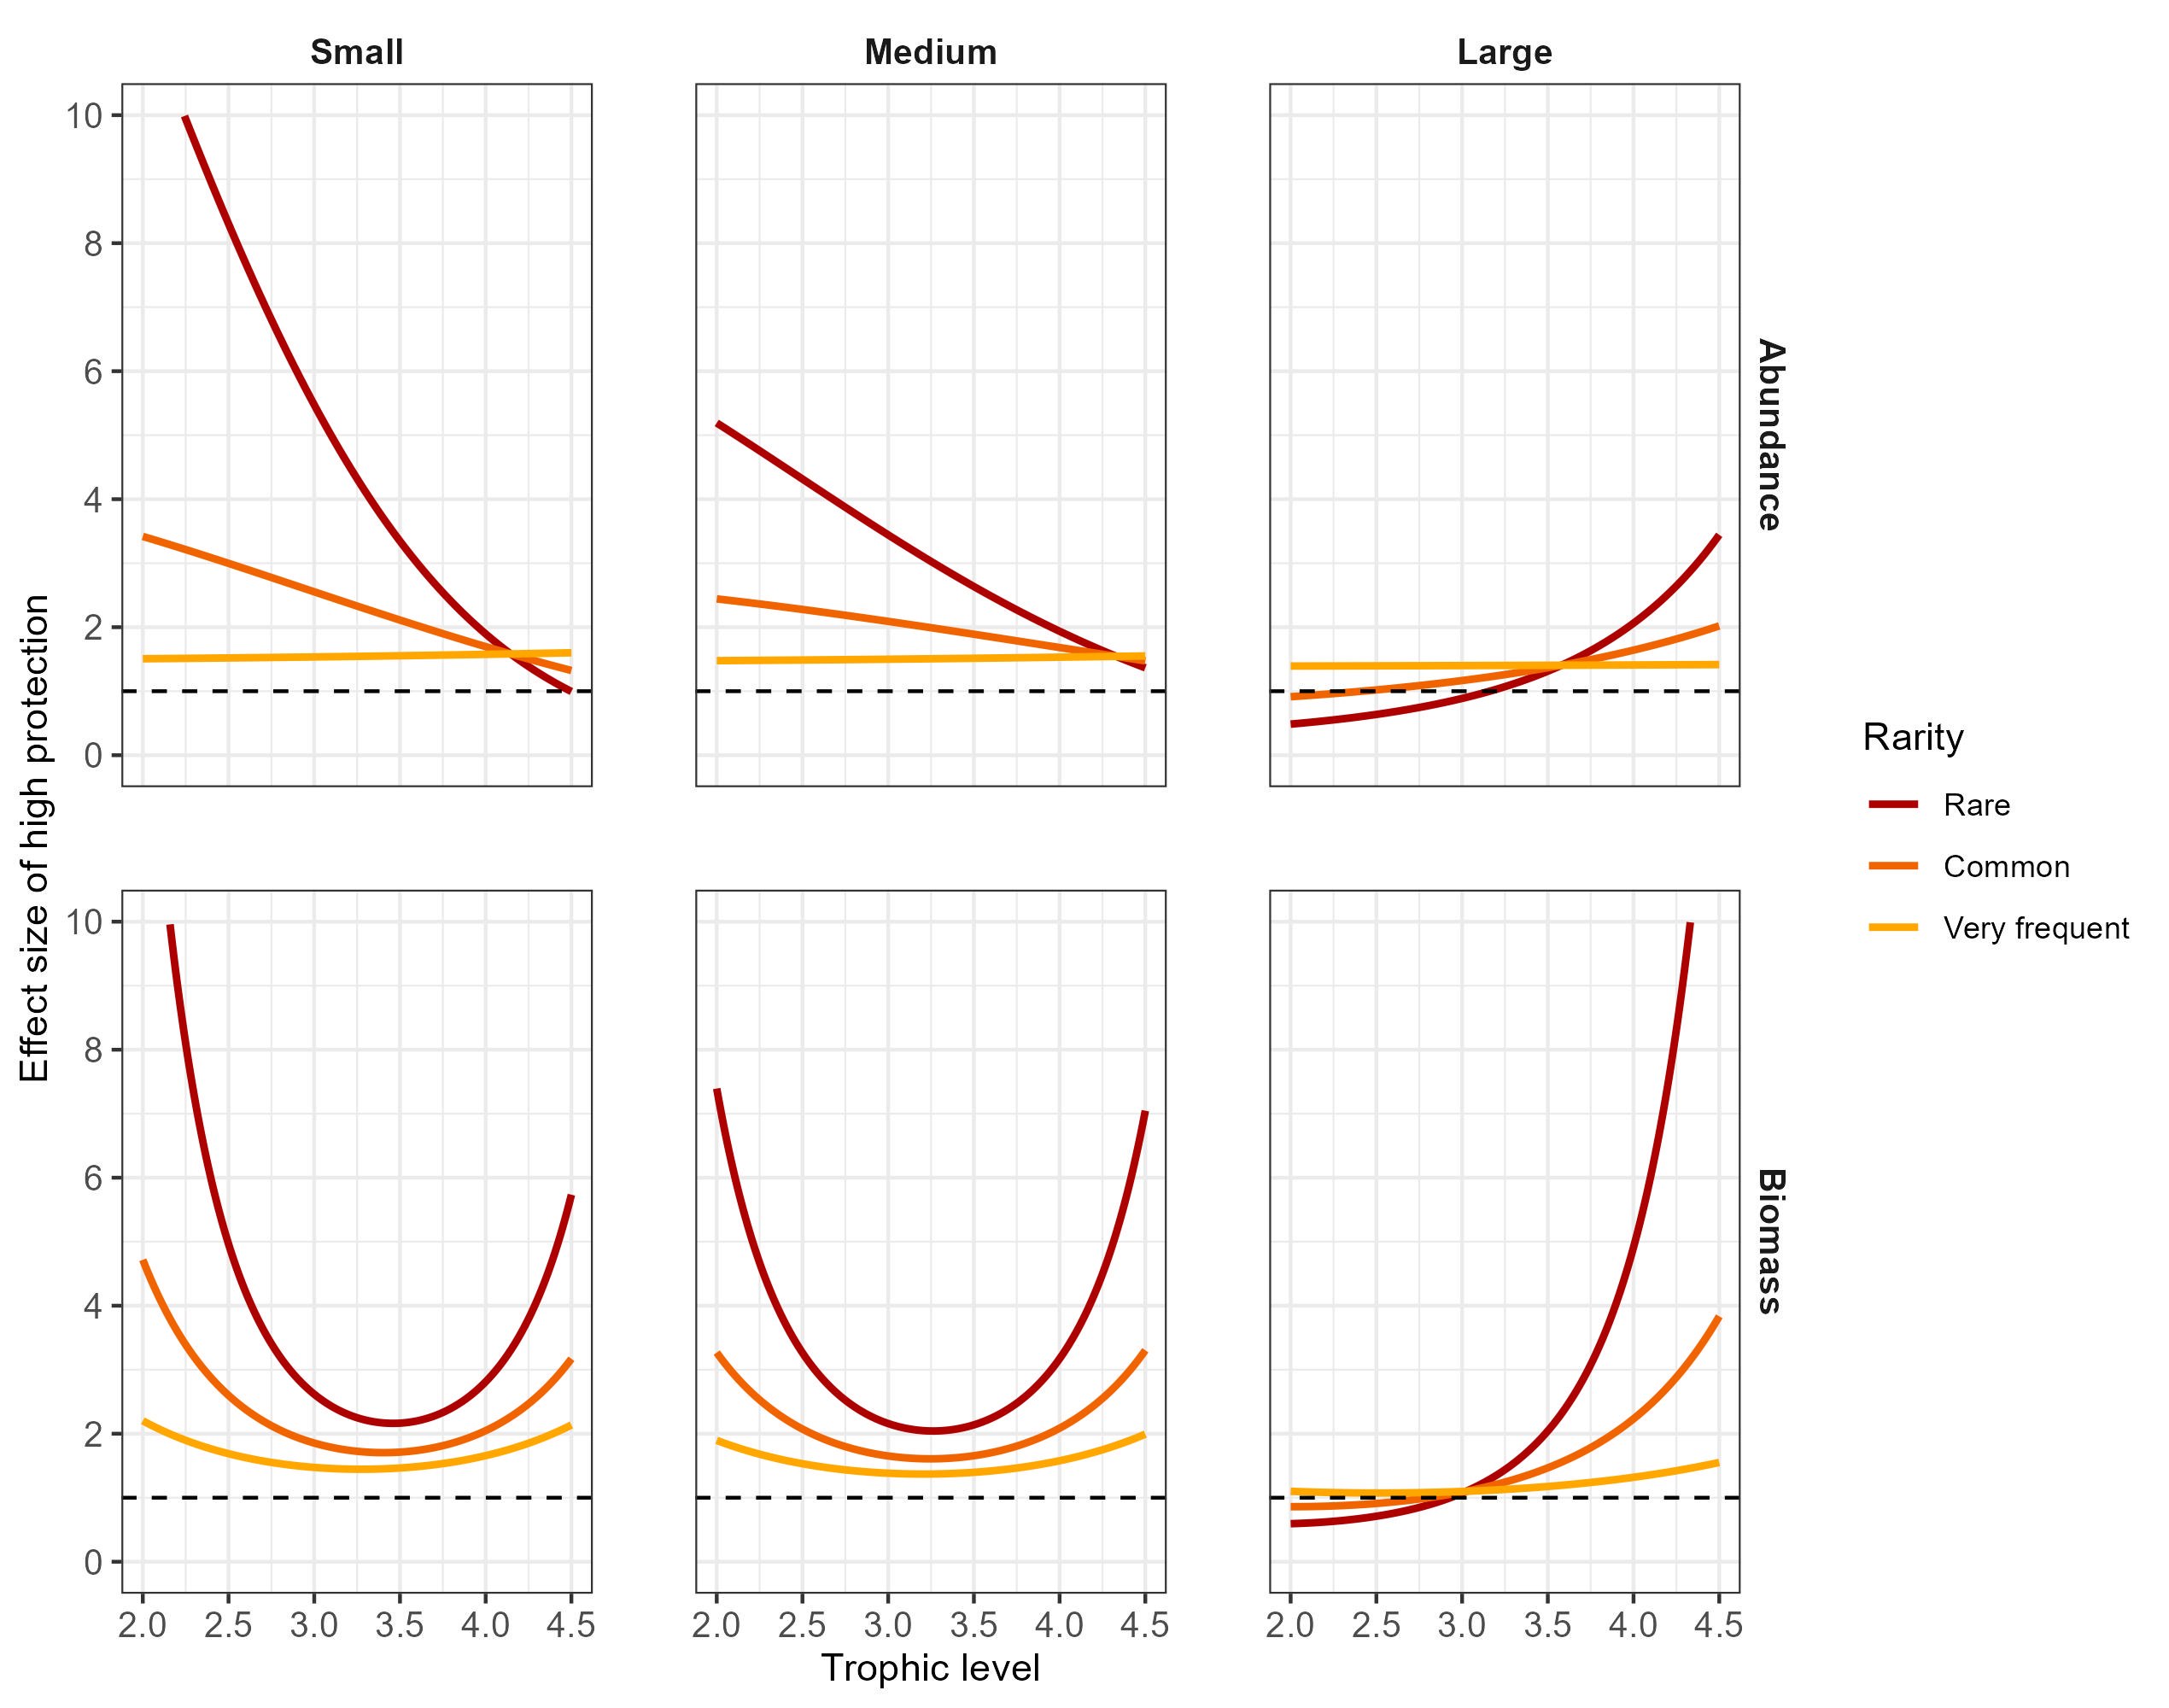 Small Medium Large
10
8
6
4
2
0
Abundance
Effect size of high protection
10
8
6
4
2
0
Biomass
2.0 2.5 3.0 3.5 4.0 4.5 2.0 2.5 3.0 3.5 4.0 4.5 2.0 2.5 3.0 3.5 4.0 4.5
Trophic level
Rarity
Rare
Common
Very frequent